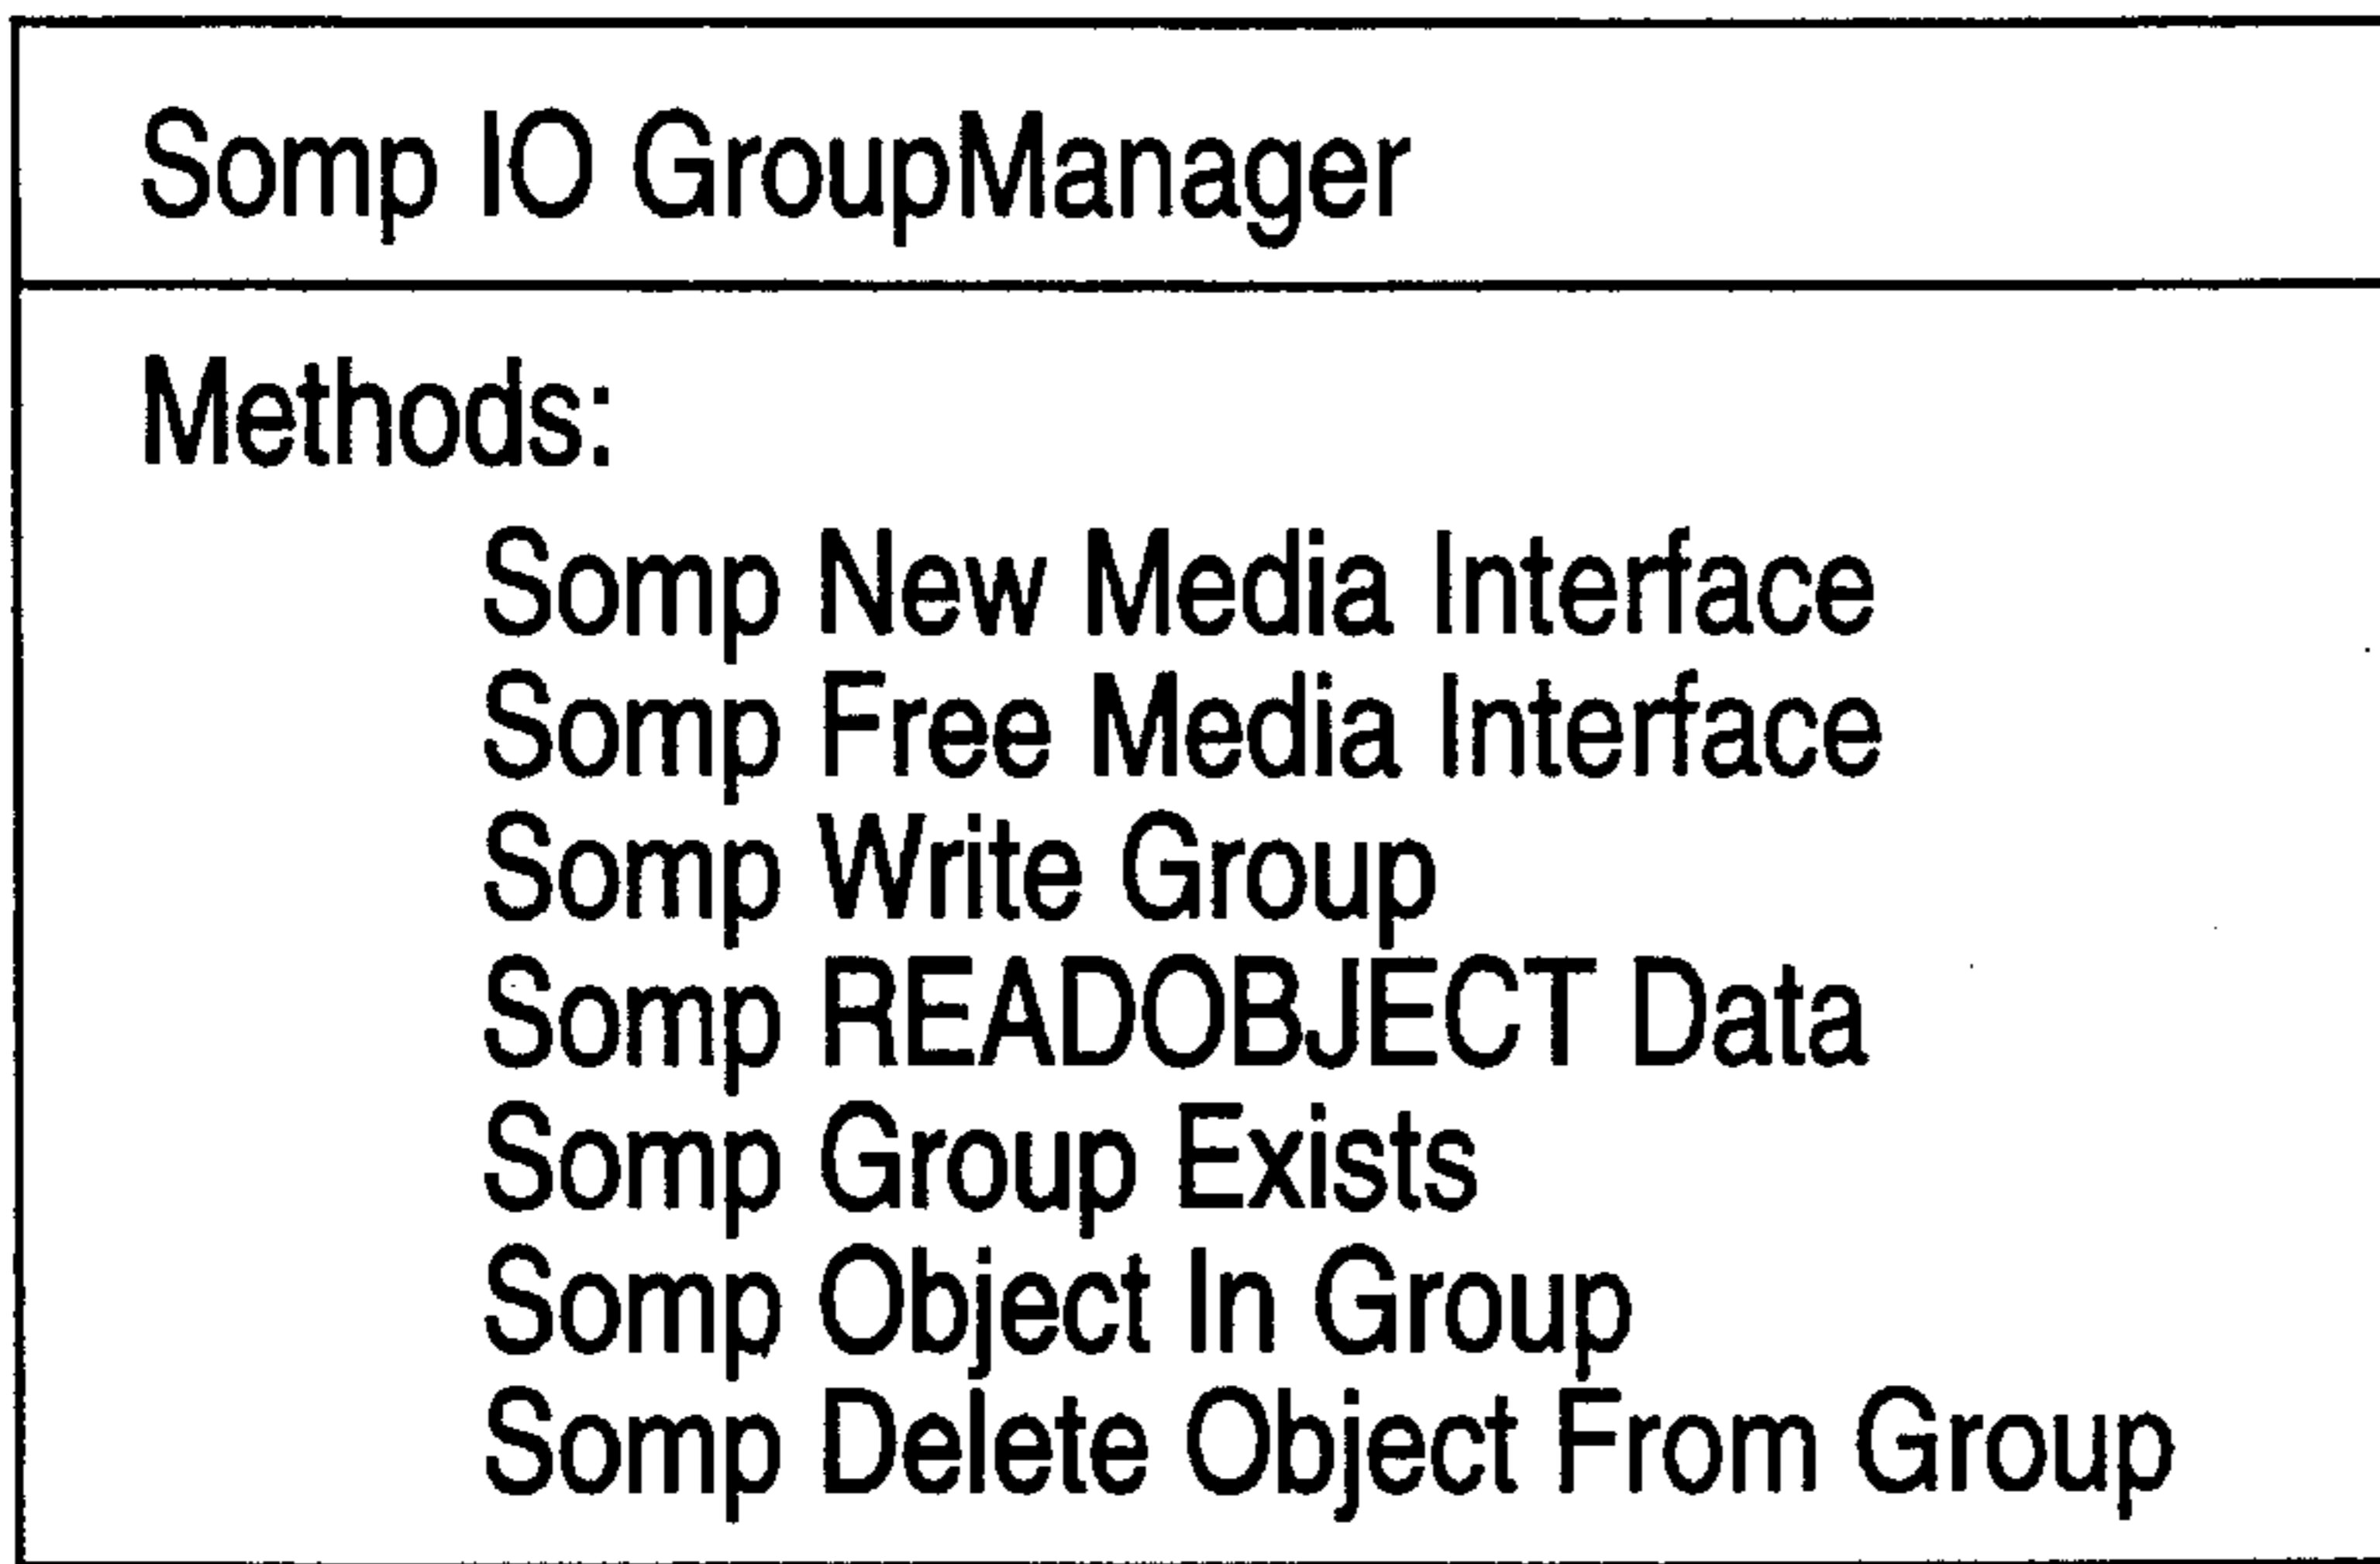 Somp IO GroupManager
Methods:
Somp New Media Interface
Somp Free Media Interface
Somp Write Group
Somp READOBJECT Data
Somp Group Exists
Somp Object In Group
Somp Delete Object From Group